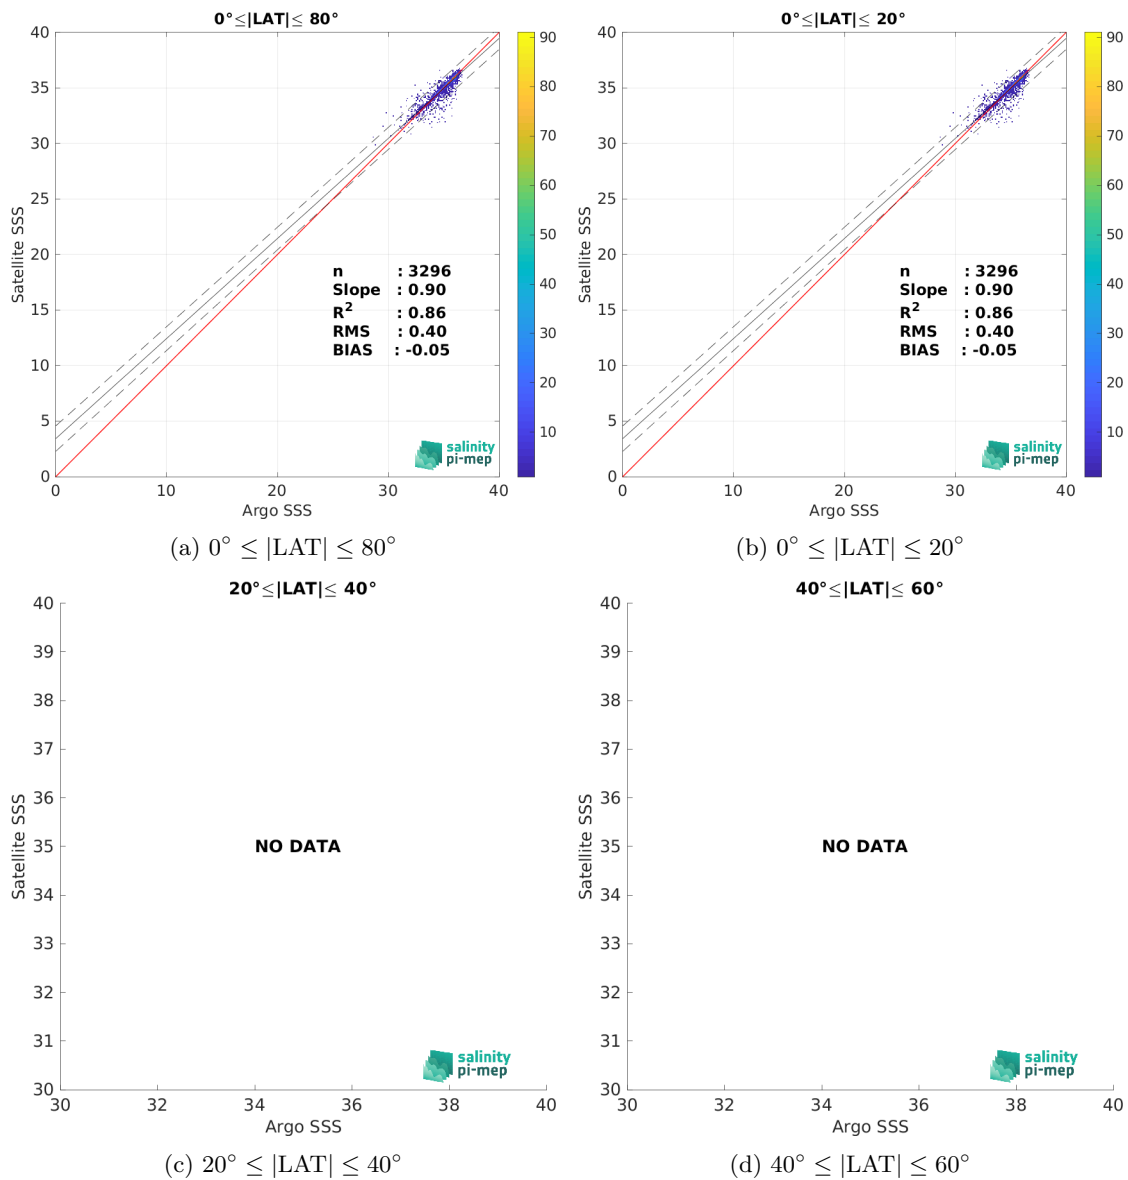 0°≤|LAT|≤ 80°
40
35
30
25
20
15
10
5
0
0
10
20
30
40
Satellite SSS
Argo SSS
n : 3296
Slope : 0.90
R² : 0.86
RMS : 0.40
BIAS : -0.05
salinity
pi-mep
90
80
70
60
50
40
30
20
10
(a) 0° ≤ |LAT| ≤ 80°
0°≤|LAT|≤ 20°
40
35
30
25
20
15
10
5
0
0
10
20
30
40
Satellite SSS
Argo SSS
n : 3296
Slope : 0.90
R² : 0.86
RMS : 0.40
BIAS : -0.05
salinity
pi-mep
90
80
70
60
50
40
30
20
10
(b) 0° ≤ |LAT| ≤ 20°
20°≤|LAT|≤ 40°
40
39
38
37
36
35
34
33
32
31
30
30
32
34
36
38
40
Satellite SSS
Argo SSS
NO DATA
salinity
pi-mep
(c) 20° ≤ |LAT| ≤ 40°
40°≤|LAT|≤ 60°
40
39
38
37
36
35
34
33
32
31
30
30
32
34
36
38
40
Satellite SSS
Argo SSS
NO DATA
salinity
pi-mep
(d) 40° ≤ |LAT| ≤ 60°